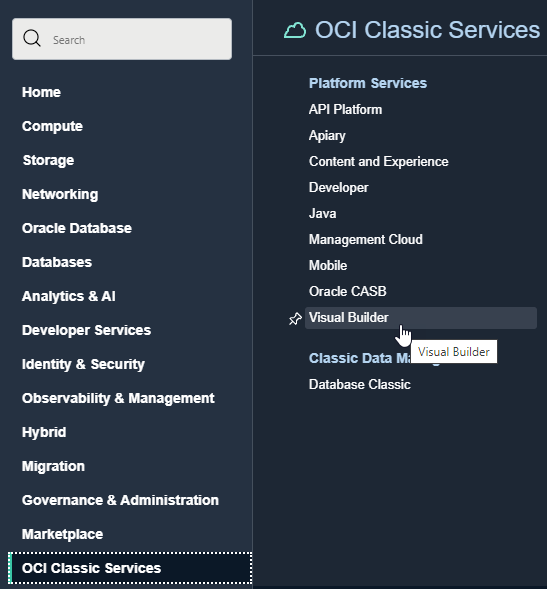 Search
Home
Compute
Storage
Networking
Oracle Database
Databases
Analytics & AI
Developer Services
Identity & Security
Observability & Management
Hybrid
Migration
Governance & Administration
Marketplace
OCI Classic Services
OCI Classic Services
Platform Services
API Platform
Apiary
Content and Experience
Developer
Java
Management Cloud
Mobile
Oracle CASB
Visual Builder
Visual Builder
Classic Data
Database Classic